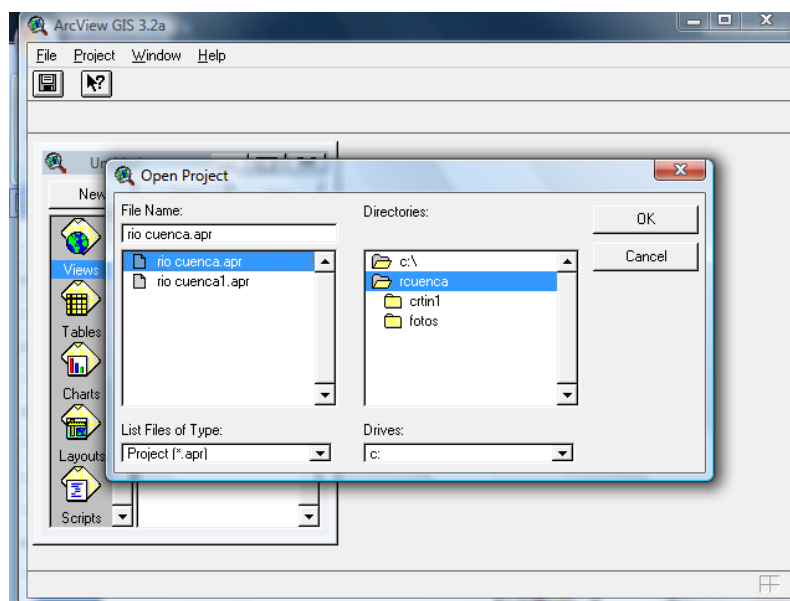 ArcView GIS 3.2a
File Project Window Help
New
Open Project
File Name:
rio cuenca.apr
rio cuenca.apr
rio cuenca1.apr
Directories:
c:\
rcuenca
crtin1
fotos
OK
Cancel
List Files of Type:
Project (*.apr)
Drives:
c:
Views
Tables
Charts
Layouts
Scripts